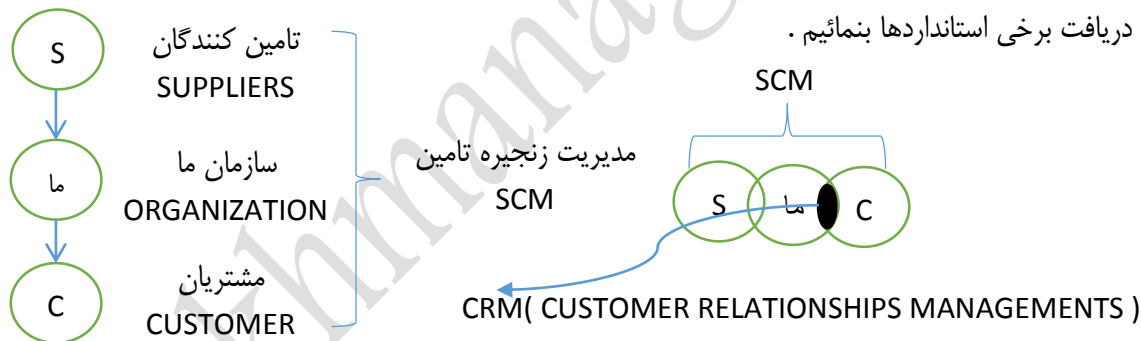 دریافت برخی استانداردها بنمائیم .
SCM
S
ما
C
CRM( CUSTOMER RELATIONSHIPS MANAGEMENTS )
مدیریت زنجیره تامین
SCM
S
تامین کنندگان
SUPPLIERS
ما
سازمان ما
ORGANIZATION
C
مشتریان
CUSTOMER